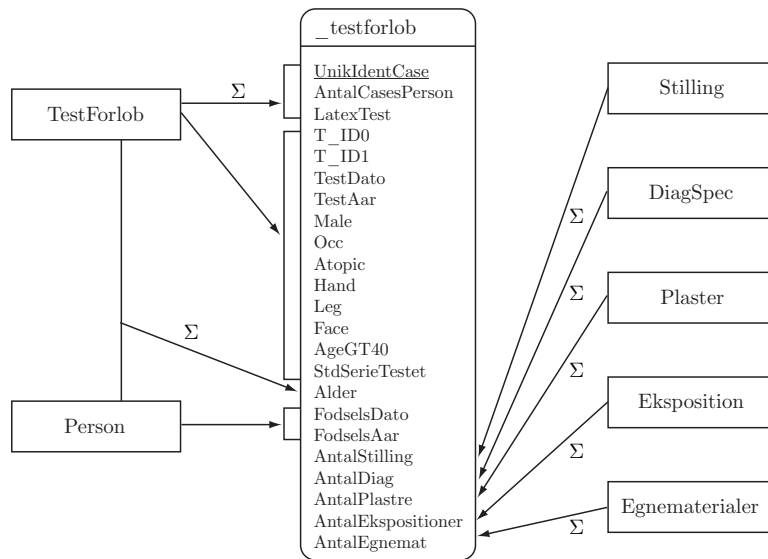 _testforlob
UnikIdentCase
AntalCasesPerson
LatexTest
T_ID0
T_ID1
TestDato
TestAar
Male
Occ
Atopic
Hand
Leg
Face
AgeGT40
StdSerieTestet
Alder
FodselsDato
FodselsAar
AntalStilling
AntalDiag
AntalPlastre
AntalEkspositioner
AntalEgnemat
TestForlob
Σ
Σ
Person
Stilling
Σ
DiagSpec
Σ
Plaster
Σ
Eksposition
Σ
Egnematerialer
Σ